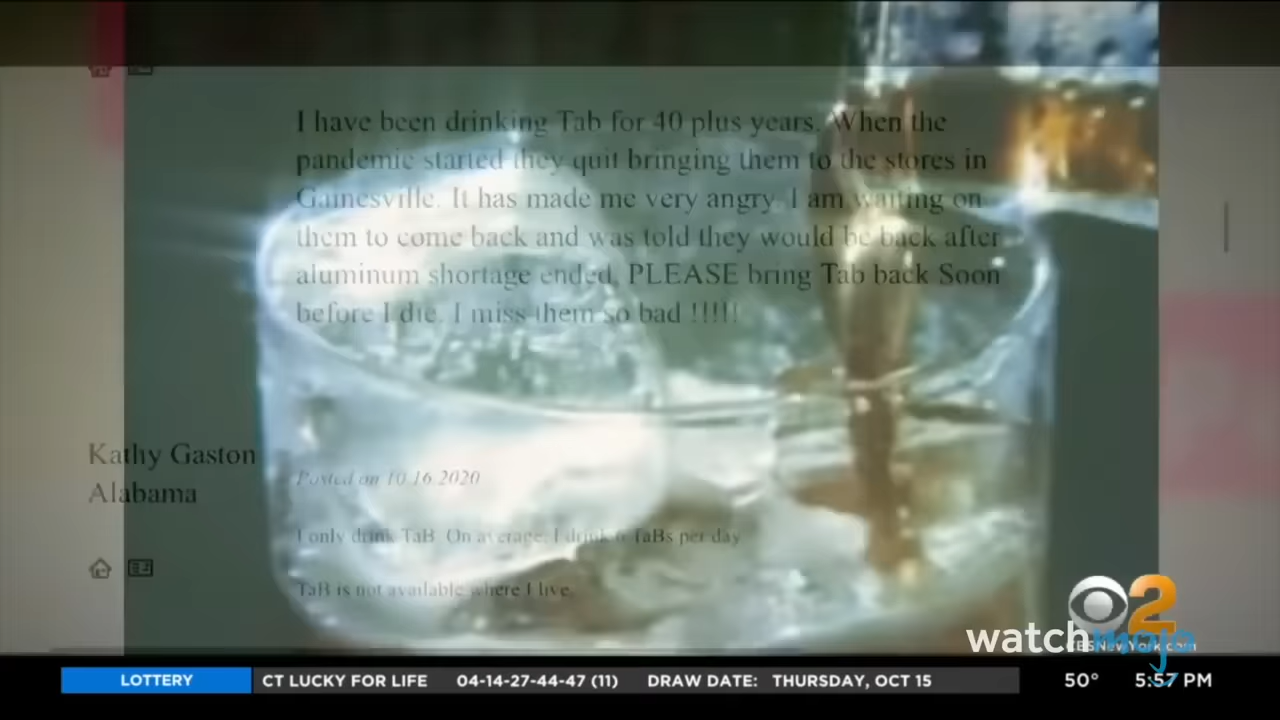 I have been drinking Tab for 40 plus years. When the
pandemic started they quit bringing them to the stores in
Gainesville. It has made me very angry. I am waiting on
them to come back and was told they would be back after
aluminum shortage ended, PLEASE bring Tab back Soon
before I die. I miss them so bad !!!!!
Kathy Gaston
Alabama
Posted on 10.16.2020
I only drink TaB. On average, I drink 6 TaBs per day
TaB is not available where I live.
2
watchmojo
CBSNewYork.com
LOTTERY CT LUCKY FOR LIFE 04-14-27-44-47 (11) DRAW DATE: THURSDAY, OCT 15 50° 5:57 PM